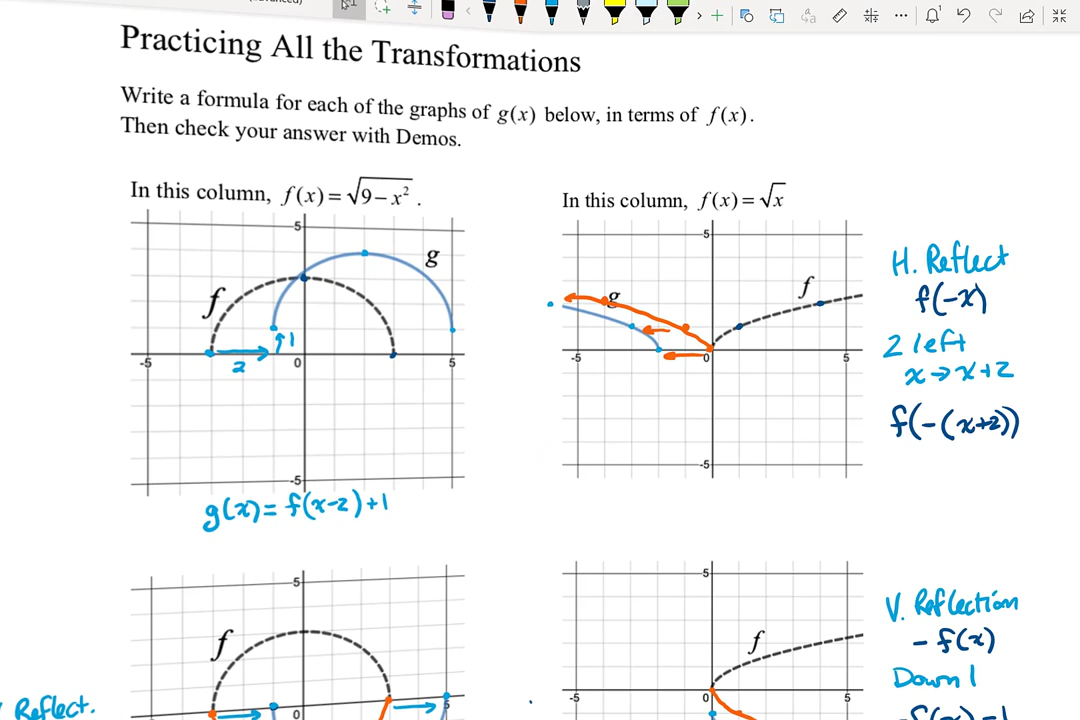 Practicing All the Transformations
Write a formula for each of the graphs of g(x) below, in terms of f(x).
Then check your answer with Demos.
In this column, f(x) = √(9 – x²) .
5
g
f
1
2
-5
0
5
-5
g(x) = f(x-2)+1
In this column, f(x) = √x
5
g
f
-5
0
5
-5
H. Reflect
f(-x)
2 left
x → x+2
f(-(x+2))
5
f
0
5
Reflect.
5
f
-5
0
5
V. Reflection
- f(x)
Down 1